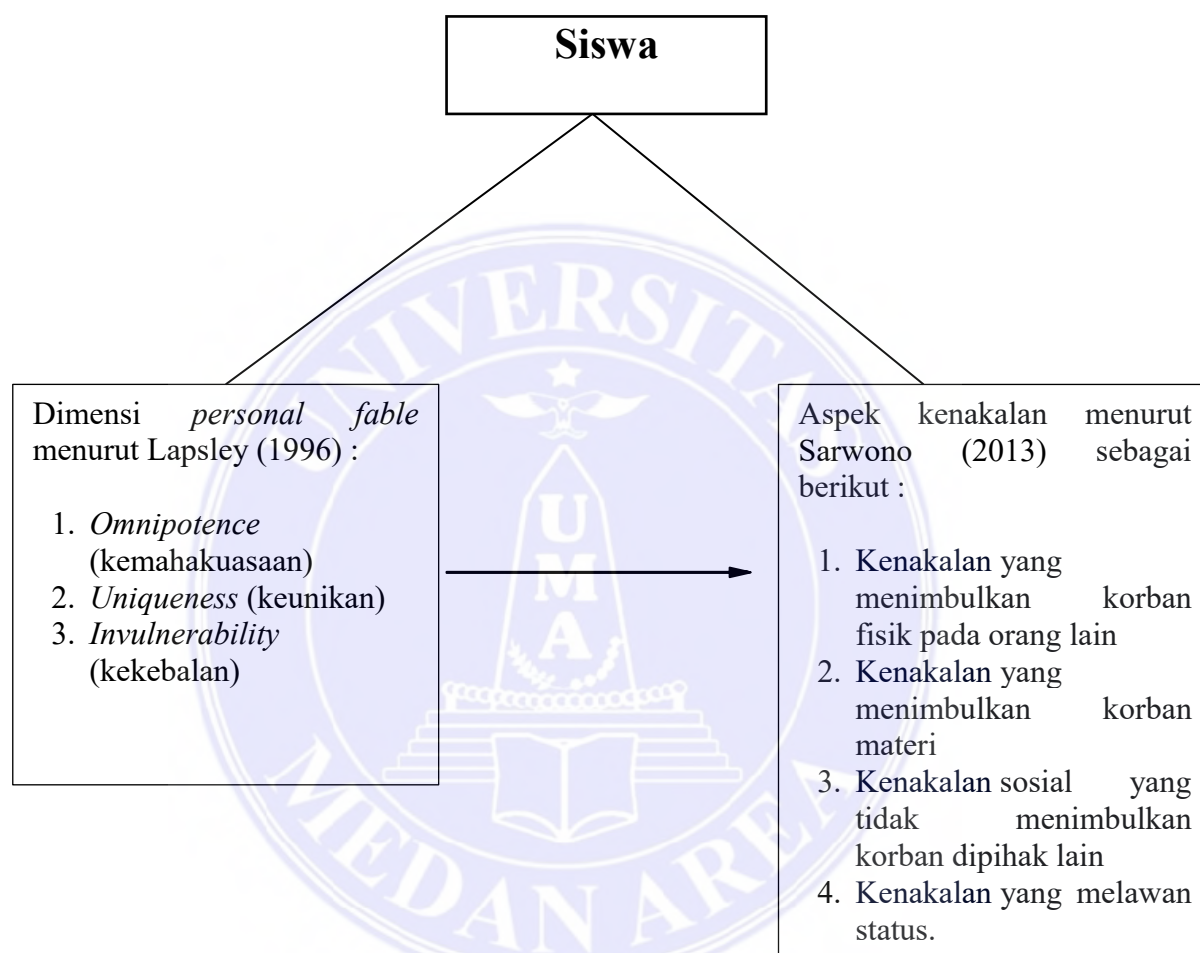 Siswa
Dimensi personal fable
menurut Lapsley (1996) :
1. Omnipotence
(kemahakuasaan)
2. Uniqueness (keunikan)
3. Invulnerability
(kekebalan)
Aspek kenakalan menurut
Sarwono (2013) sebagai
berikut :
1. Kenakalan yang
menimbulkan korban
fisik pada orang lain
2. Kenakalan yang
menimbulkan korban
materi
3. Kenakalan sosial yang
tidak menimbulkan
korban dipihak lain
4. Kenakalan yang melawan
status.
UNIVERSITAS
UMA
MEDAN AREA